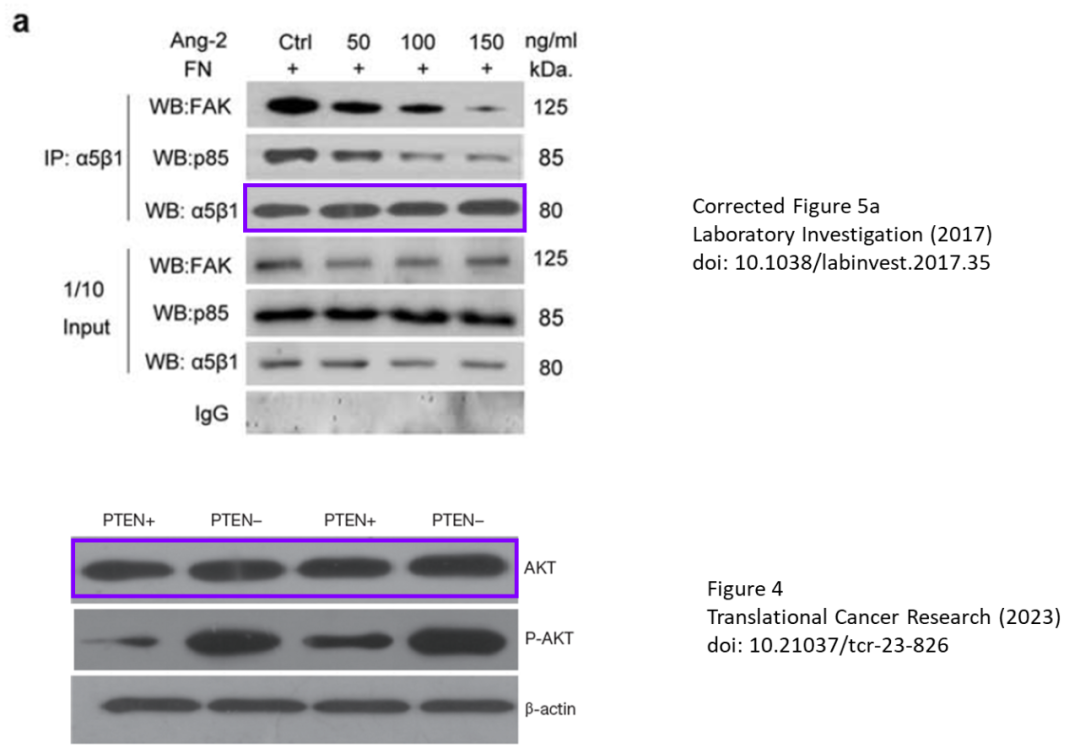 a
Ang-2 Ctrl 50 100 150 ng/ml
FN + + + + kDa.
WB:FAK 125
IP: α5β1 WB:p85 85
WB: α5β1 80
WB:FAK 125
1/10
Input
WB:p85 85
WB: α5β1 80
IgG
Corrected Figure 5a
Laboratory Investigation (2017)
doi: 10.1038/labinvest.2017.35
PTEN+ PTEN– PTEN+ PTEN–
AKT
P-AKT
β-actin
Figure 4
Translational Cancer Research (2023)
doi: 10.21037/tcr-23-826